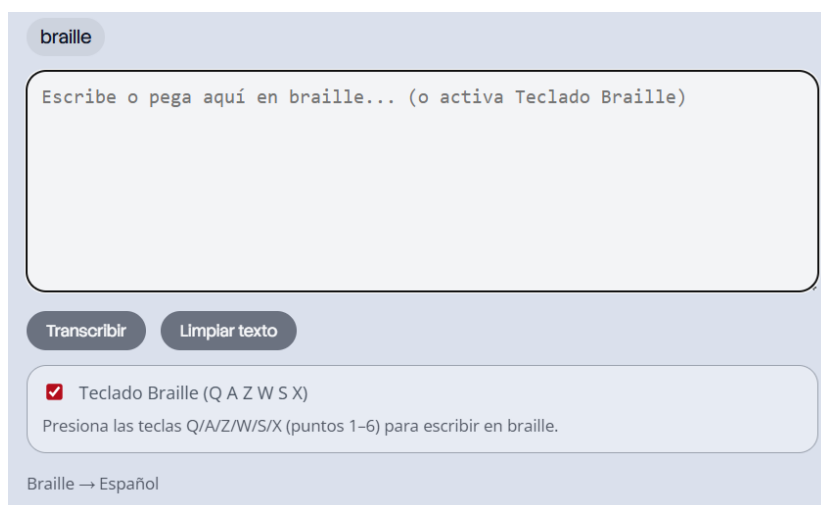 braille
Escribe o pega aquí en braille... (o activa Teclado Braille)
Transcribir Limpiar texto
Teclado Braille (Q A Z W S X)
Presiona las teclas Q/A/Z/W/S/X (puntos 1–6) para escribir en braille.
Braille → Español